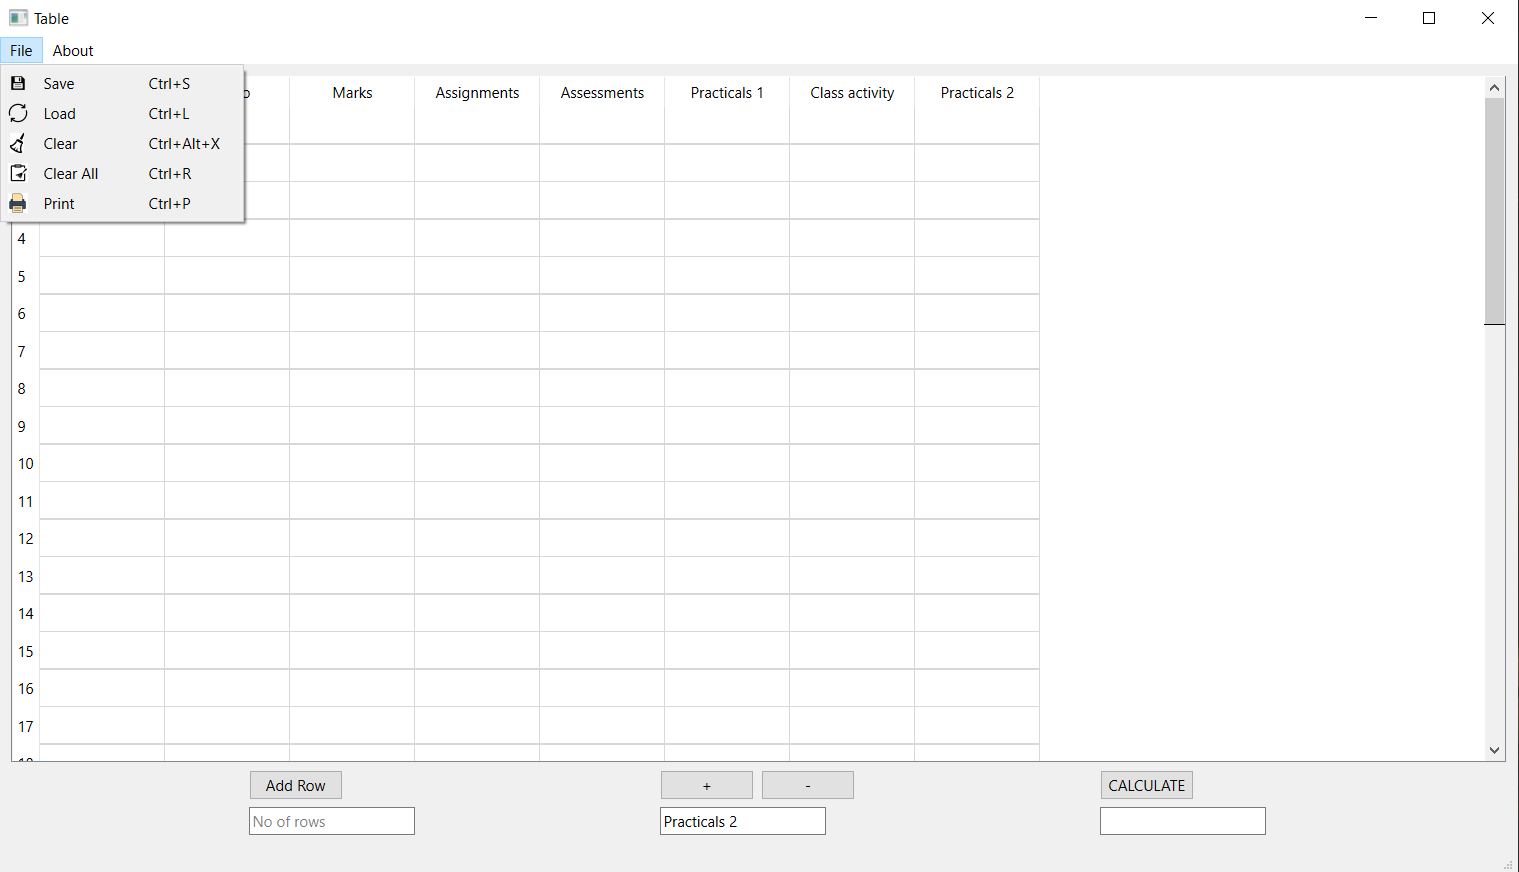 Table
File About
Save Ctrl+S
Load Ctrl+L
Clear Ctrl+Alt+X
Clear All Ctrl+R
Print Ctrl+P
Marks Assignments Assessments Practicals 1 Class activity Practicals 2
4
5
6
7
8
9
10
11
12
13
14
15
16
17
Add Row + - CALCULATE
No of rows Practicals 2